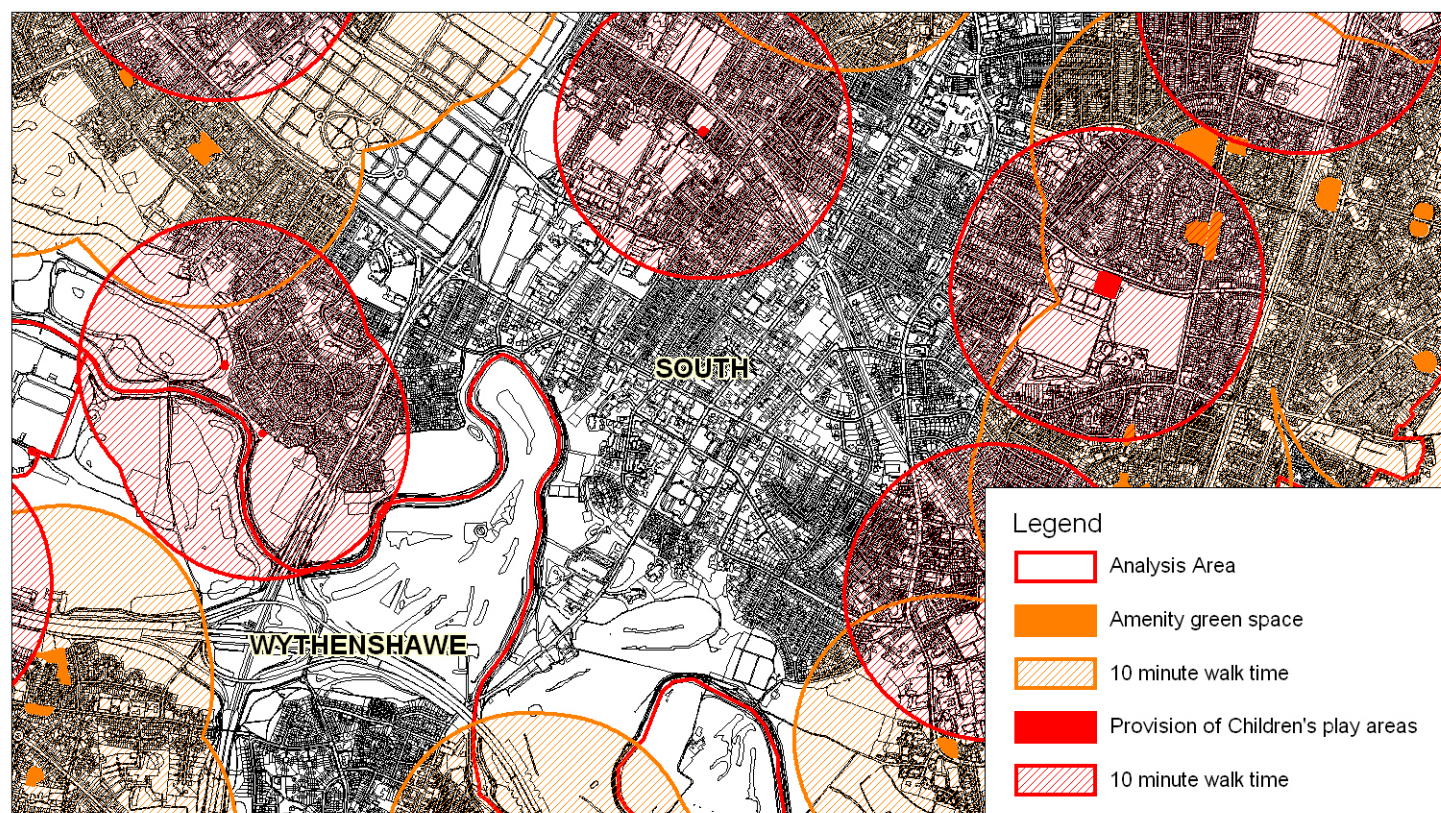 SOUTH
WYTHENSHAWE
Legend
Analysis Area
Amenity green space
10 minute walk time
Provision of Children's play areas
10 minute walk time